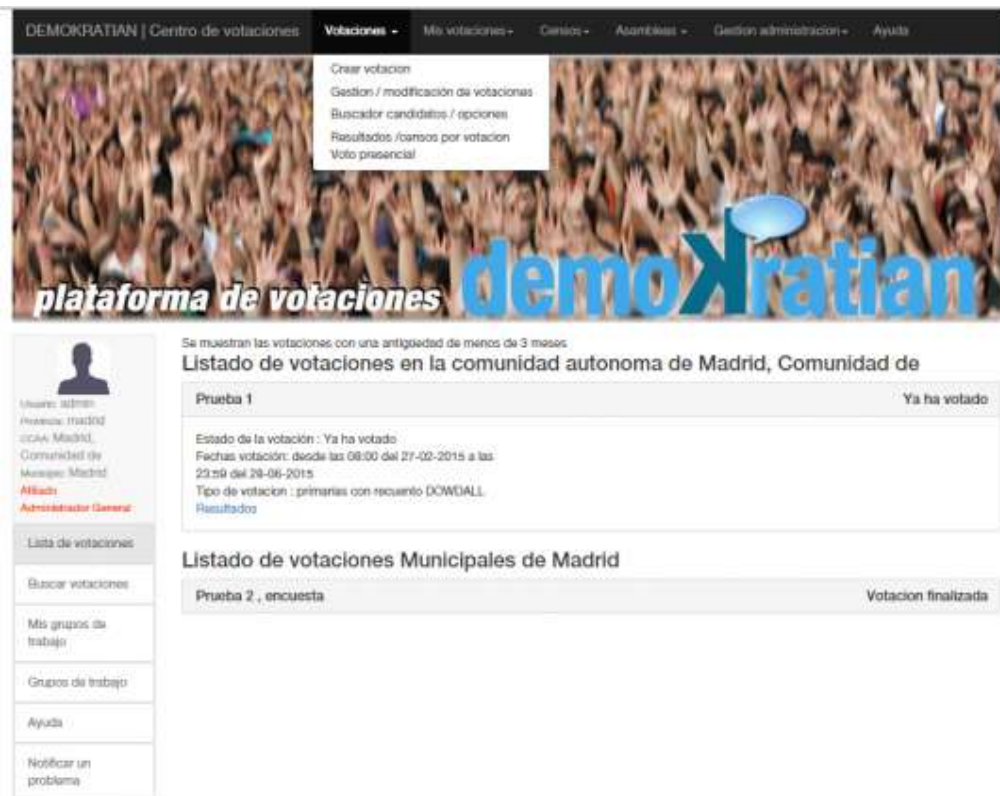 DEMOKRATIAN | Centro de votaciones
Votaciones
Mis votaciones
Censos
Asambleas
Gestion administracion
Ayuda
Crear votacion
Gestion / modificación de votaciones
Buscador candidatos / opciones
Resultados /censos por votacion
Voto presencial
plataforma de votaciones demoKratian
Usuario: admin
Provincia: madrid
CCAA: Madrid,
Comunidad de
Municipio: Madrid
Afiliado
Administrador General
Lista de votaciones
Buscar votaciones
Mis grupos de
trabajo
Grupos de trabajo
Ayuda
Notificar un
problema
Se muestran las votaciones con una antigüedad de menos de 3 meses
Listado de votaciones en la comunidad autonoma de Madrid, Comunidad de
Prueba 1 Ya ha votado
Estado de la votación : Ya ha votado
Fechas votación: desde las 08:00 del 27-02-2015 a las
23:59 del 28-06-2015
Tipo de votacion : primarias con recuento DOWDALL
Resultados
Listado de votaciones Municipales de Madrid
Prueba 2 , encuesta Votacion finalizada